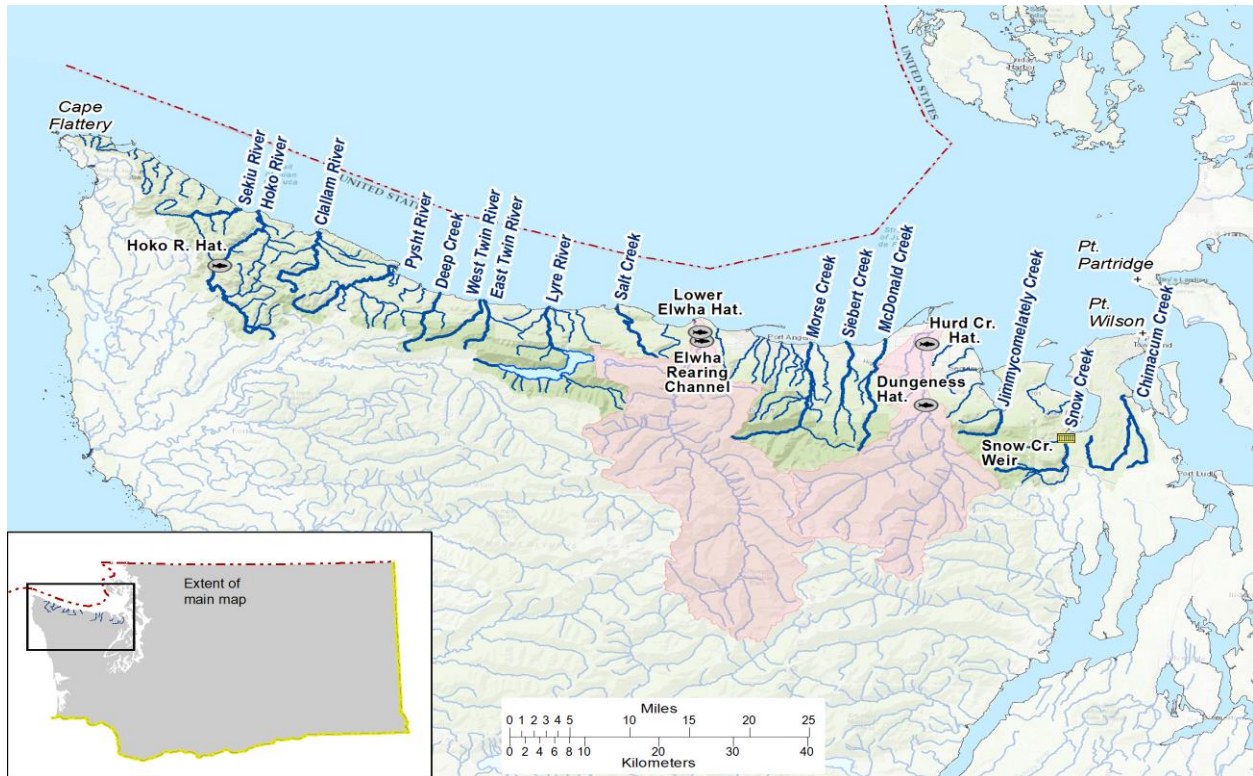 Cape
Flattery
Sekiu River
Hoko River
Clallam River
UNITED STATES
UNITED STATES
Hoko R. Hat.
Pysht River
Deep Creek
West Twin River
East Twin River
Lyre River
Salt Creek
Lower
Elwha Hat.
Elwha
Rearing
Channel
Port Angeles
Morse Creek
Siebert Creek
McDonald Creek
Hurd Cr.
Hat.
Dungeness
Hat.
Jimmycomelately Creek
Snow Creek
Snow Cr.
Weir
Chimacum Creek
Pt.
Partridge
Pt.
Wilson
Extent of
main map
Miles
0 1 2 3 4 5 10 15 20 25
0 2 4 6 8 10 20 30 40
Kilometers